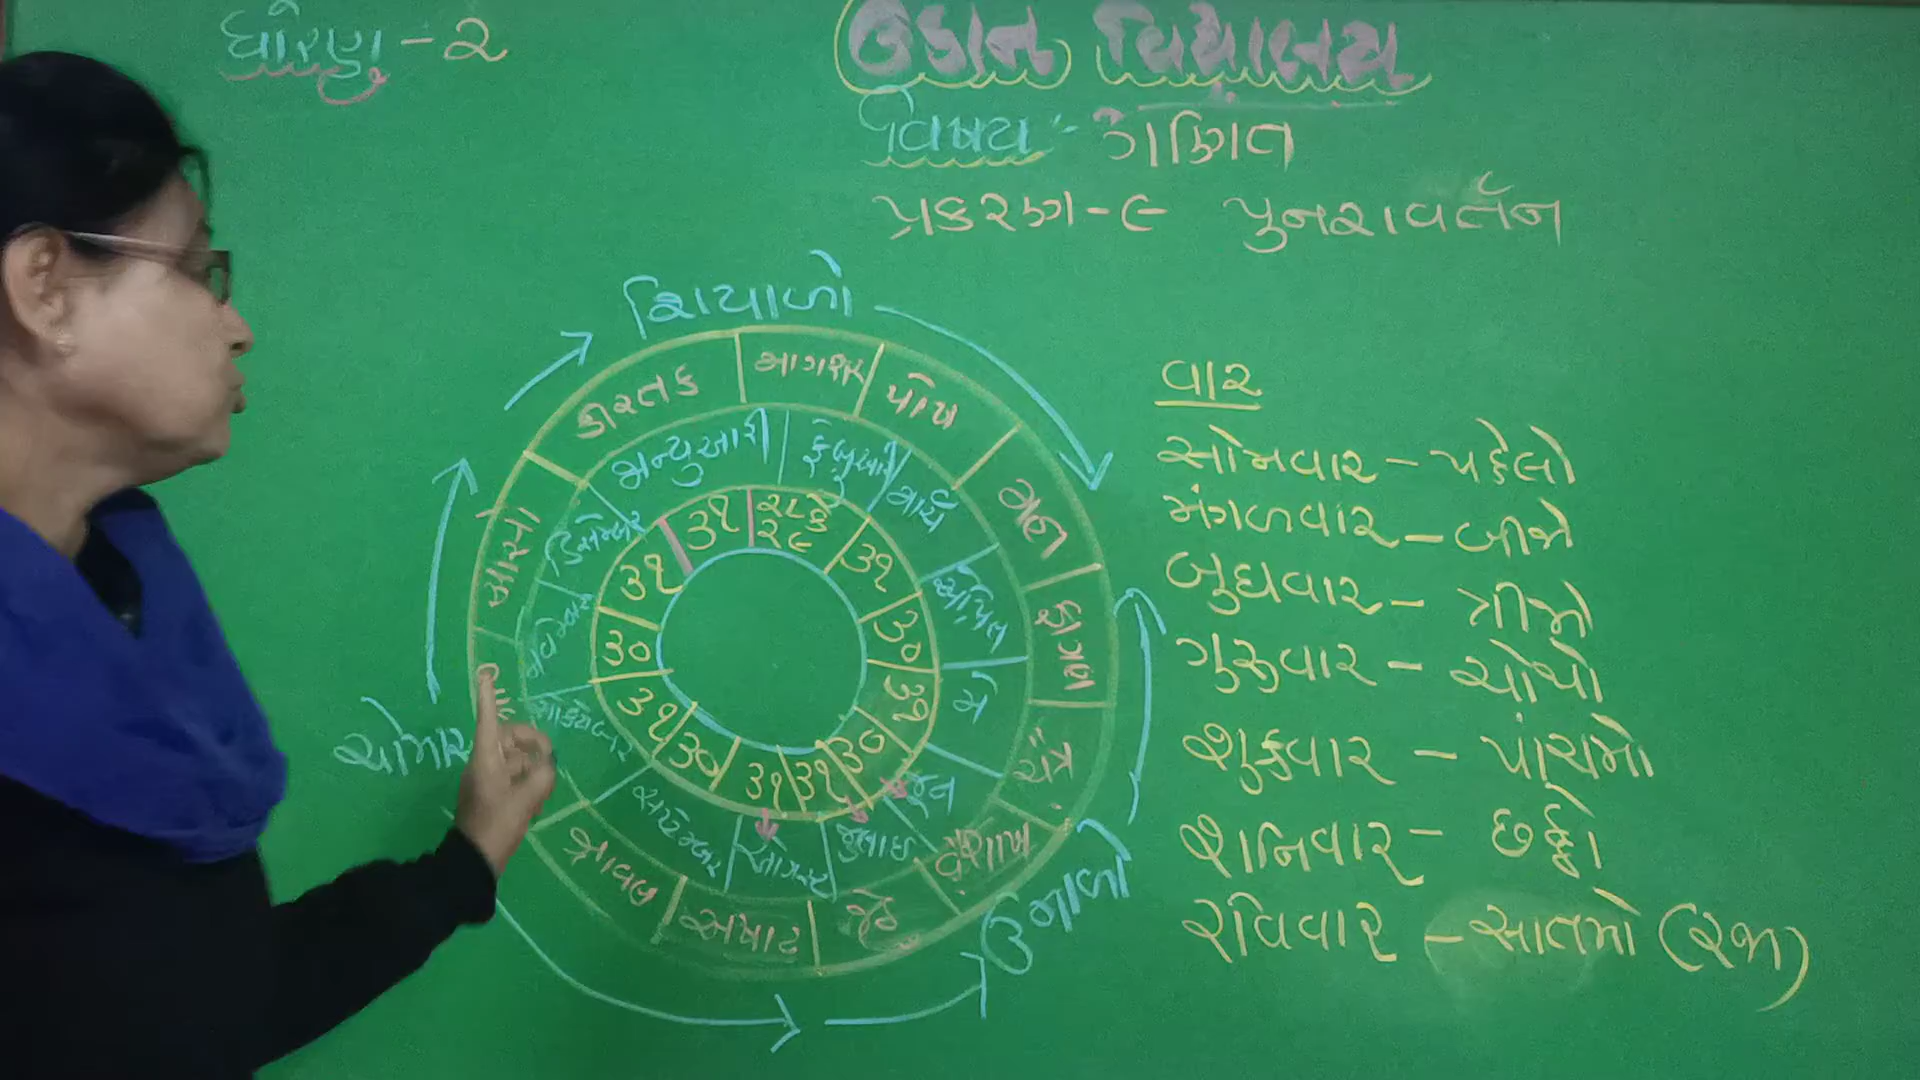 ધોરણ - ૨
ઉડાન વિદ્યાલય
વિષય :- ગણિત
પ્રકરણ - ૯ પુનરાવર્તન
શિયાળો
કારતક
માગશર
પોષ
મહા
ફાગણ
ચૈત્ર
વૈશાખ
જેઠ
અષાઢ
શ્રાવણ
આસો
જાન્યુઆરી
ફેબ્રુઆરી
માર્ચ
એપ્રિલ
મે
જૂન
જુલાઈ
ઓગસ્ટ
સપ્ટેમ્બર
ઓક્ટોબર
નવેમ્બર
ડિસેમ્બર
૩૧
૨૮ કે ૨૯
૩૧
૩૦
૩૧
૩૦
૩૧
૩૧
૩૦
૩૧
૩૦
૩૧
ઉનાળો
વાર
સોમવાર - પહેલો
મંગળવાર - બીજો
બુધવાર - ત્રીજો
ગુરુવાર - ચોથો
શુક્રવાર - પાંચમો
શનિવાર - છઠ્ઠો
રવિવાર - સાતમો (રજા)